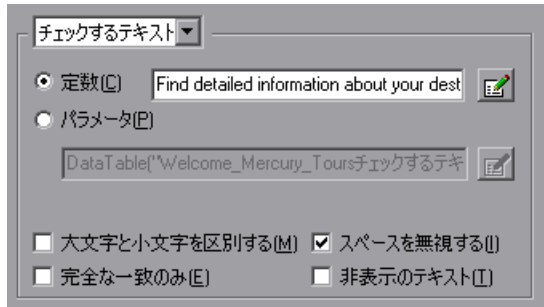 チェックするテキスト
定数(C) Find detailed information about your dest
パラメータ(P)
DataTable("Welcome_Mercury_Toursチェックするテキ
大文字と小文字を区別する(M) スペースを無視する(I)
完全な一致のみ(E) 非表示のテキスト(T)